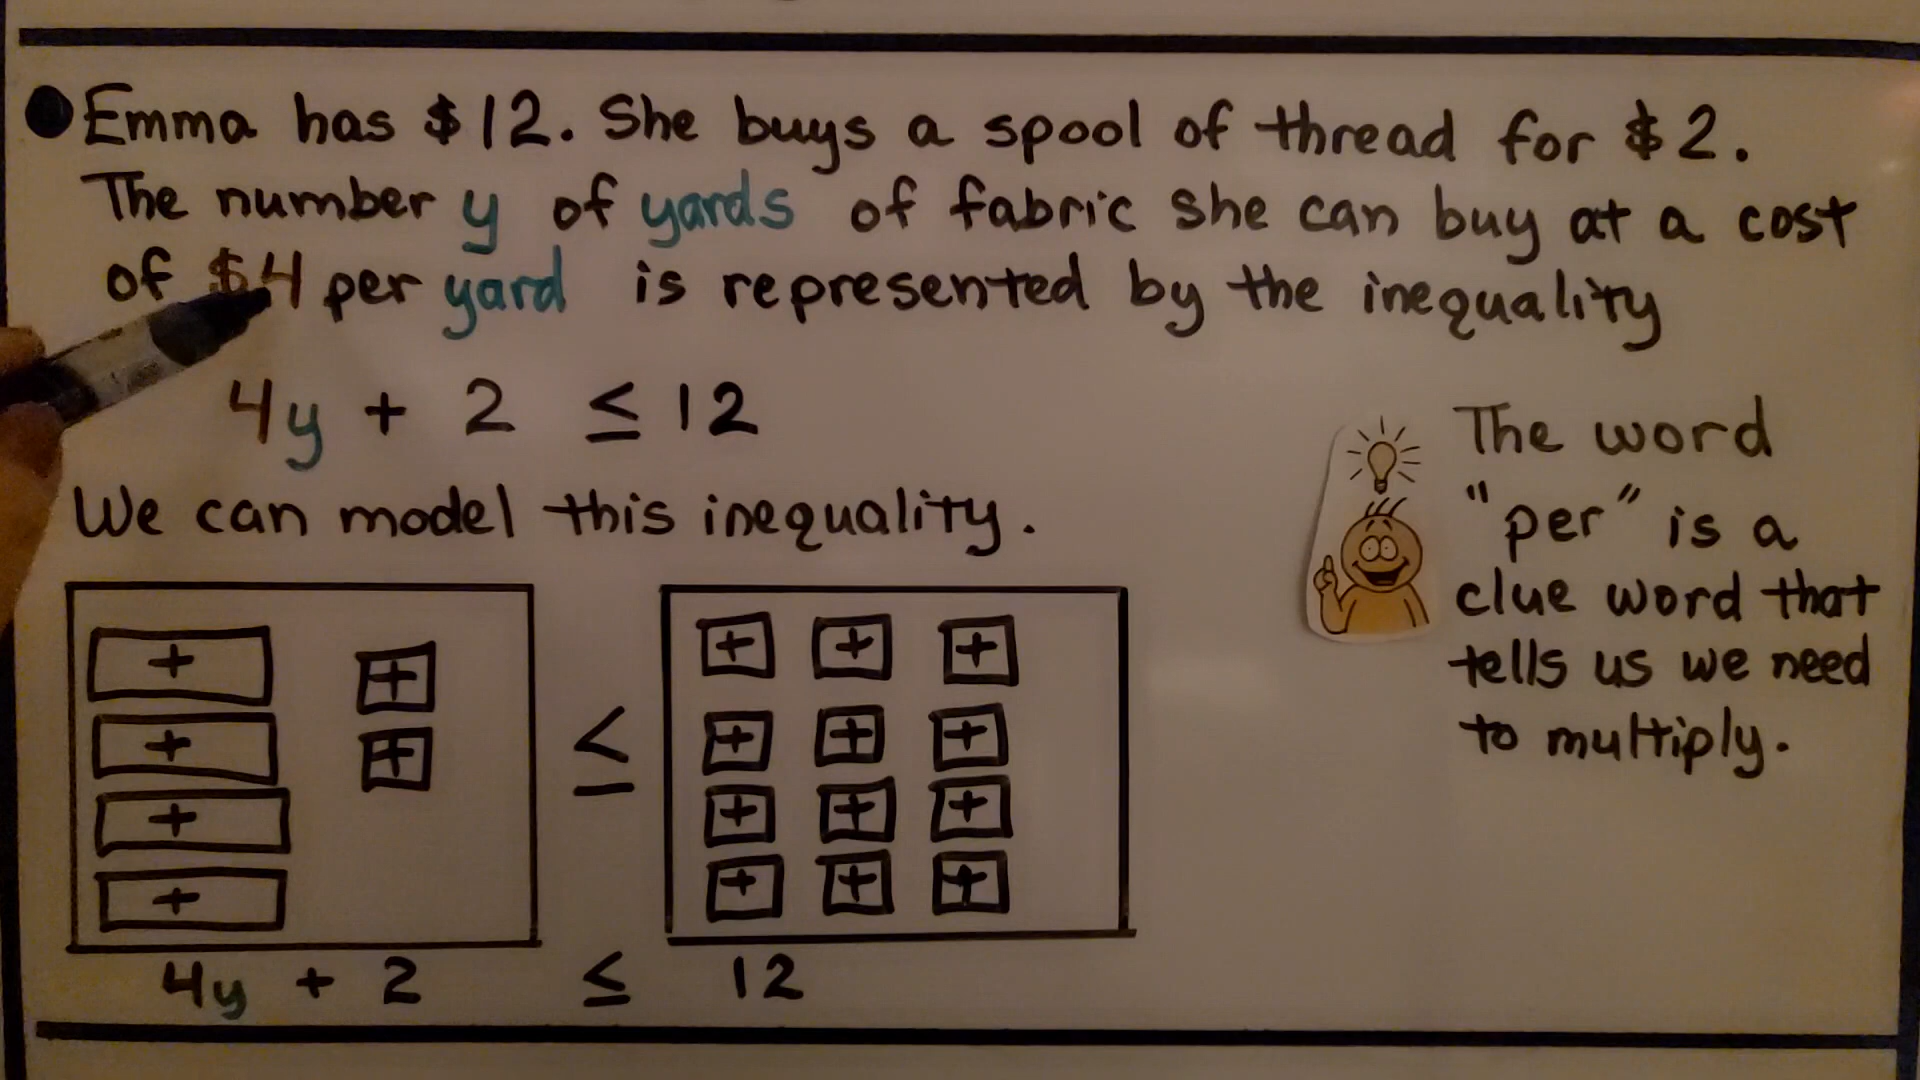 Emma has $12. She buys a spool of thread for $2.
The number y of yards of fabric she can buy at a cost
of $4 per yard is represented by the inequality
4y + 2 ≤ 12
We can model this inequality.
+ + + + +
≤
+ + + + + +
+ + + + +
+ + + +
4y + 2 ≤ 12
The word
"per" is a
clue word that
tells us we need
to multiply.